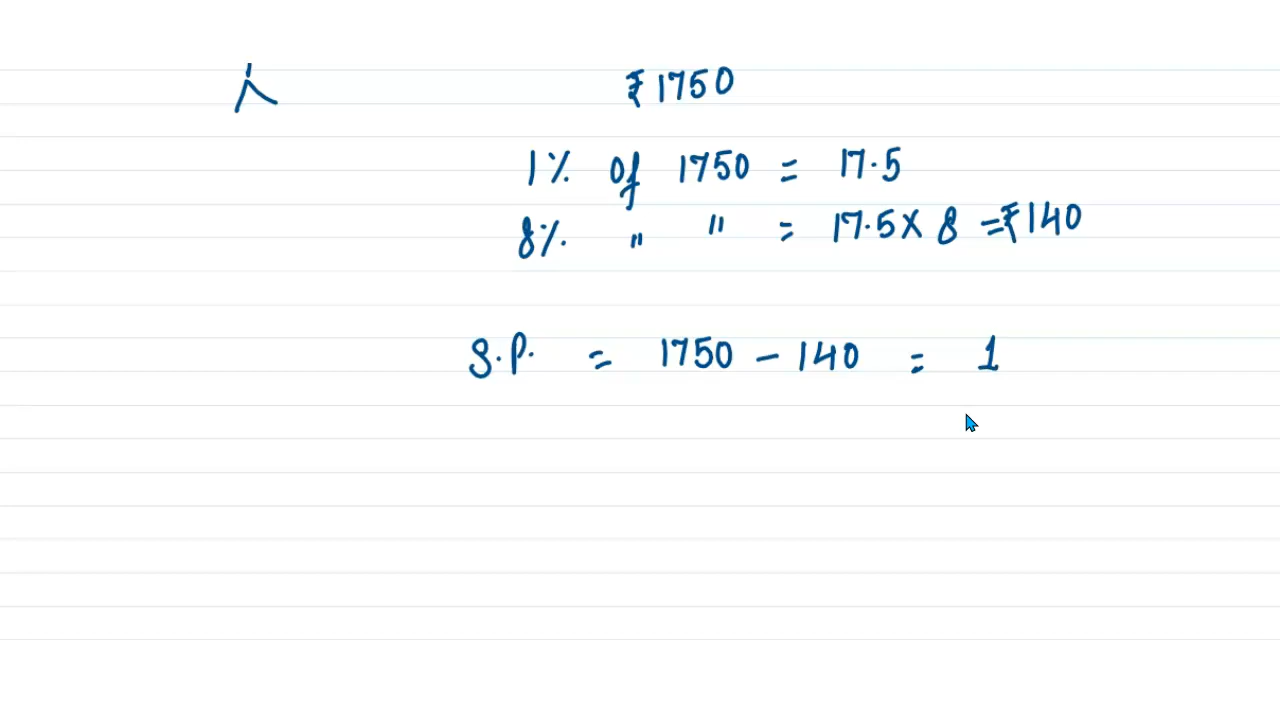 ₹1750
1% of 1750 = 17.5
8% " " = 17.5 x 8 = ₹140
S.P. = 1750 - 140 = 1